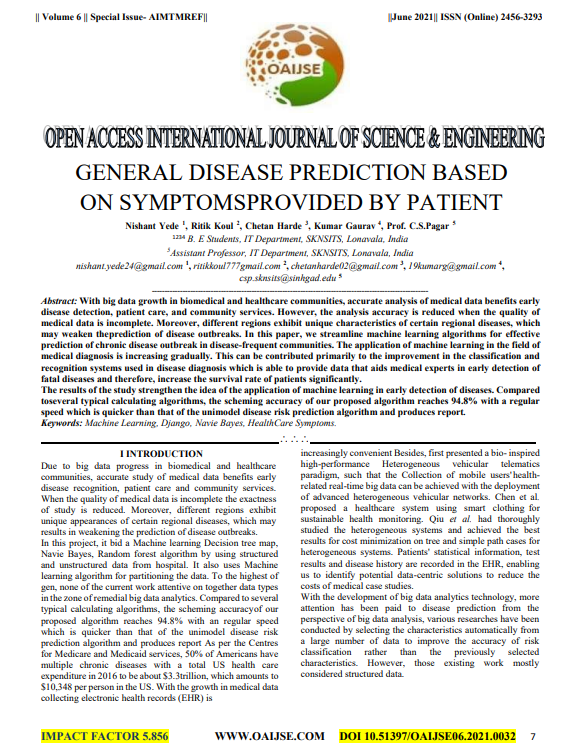 || Volume 6 || Special Issue- AIMTMREF||
||June 2021|| ISSN (Online) 2456-3293
OAIJSE
OPEN ACCESS INTERNATIONAL JOURNAL OF SCIENCE & ENGINEERING
GENERAL DISEASE PREDICTION BASED
ON SYMPTOMSPROVIDED BY PATIENT
Nishant Yede 1, Ritik Koul 2, Chetan Harde 3, Kumar Gaurav 4, Prof. C.S.Pagar 5
1234 B. E Students, IT Department, SKNSITS, Lonavala, India
5 Assistant Professor, IT Department, SKNSITS, Lonavala, India
nishant.yede24@gmail.com 1, ritikkoul777gmail.com 2, chetanharde02@gmail.com 3, 19kumarg@gmail.com 4,
csp.sknsits@sinhgad.edu 5
Abstract: With big data growth in biomedical and healthcare communities, accurate analysis of medical data benefits early
disease detection, patient care, and community services. However, the analysis accuracy is reduced when the quality of
medical data is incomplete. Moreover, different regions exhibit unique characteristics of certain regional diseases, which
may weaken theprediction of disease outbreaks. In this paper, we streamline machine learning algorithms for effective
prediction of chronic disease outbreak in disease-frequent communities. The application of machine learning in the field of
medical diagnosis is increasing gradually. This can be contributed primarily to the improvement in the classification and
recognition systems used in disease diagnosis which is able to provide data that aids medical experts in early detection of
fatal diseases and therefore, increase the survival rate of patients significantly.
The results of the study strengthen the idea of the application of machine learning in early detection of diseases. Compared
toseveral typical calculating algorithms, the scheming accuracy of our proposed algorithm reaches 94.8% with a regular
speed which is quicker than that of the unimodel disease risk prediction algorithm and produces report.
Keywords: Machine Learning, Django, Navie Bayes, HealthCare Symptoms.
I INTRODUCTION
Due to big data progress in biomedical and healthcare
communities, accurate study of medical data benefits early
disease recognition, patient care and community services.
When the quality of medical data is incomplete the exactness
of study is reduced. Moreover, different regions exhibit
unique appearances of certain regional diseases, which may
results in weakening the prediction of disease outbreaks.
In this project, it bid a Machine learning Decision tree map,
Navie Bayes, Random forest algorithm by using structured
and unstructured data from hospital. It also uses Machine
learning algorithm for partitioning the data. To the highest of
gen, none of the current work attentive on together data types
in the zone of remedial big data analytics. Compared to several
typical calculating algorithms, the scheming accuracyof our
proposed algorithm reaches 94.8% with an regular speed
which is quicker than that of the unimodel disease risk
prediction algorithm and produces report As per the Centres
for Medicare and Medicaid services, 50% of Americans have
multiple chronic diseases with a total US health care
expenditure in 2016 to be about $3.3trillion, which amounts to
$10,348 per person in the US. With the growth in medical data
collecting electronic health records (EHR) is
increasingly convenient Besides, first presented a bio- inspired
high-performance Heterogeneous vehicular telematics
paradigm, such that the Collection of mobile users'health-
related real-time big data can be achieved with the deployment
of advanced heterogeneous vehicular networks. Chen et al.
proposed a healthcare system using smart clothing for
sustainable health monitoring. Qiu et al. had thoroughly
studied the heterogeneous systems and achieved the best
results for cost minimization on tree and simple path cases for
heterogeneous systems. Patients' statistical information, test
results and disease history are recorded in the EHR, enabling
us to identify potential data-centric solutions to reduce the
costs of medical case studies.
With the development of big data analytics technology, more
attention has been paid to disease prediction from the
perspective of big data analysis, various researches have been
conducted by selecting the characteristics automatically from
a large number of data to improve the accuracy of risk
classification rather than the previously selected
characteristics. However, those existing work mostly
considered structured data.
IMPACT FACTOR 5.856
WWW.OAIJSE.COM
DOI 10.51397/OAIJSE06.2021.0032
7